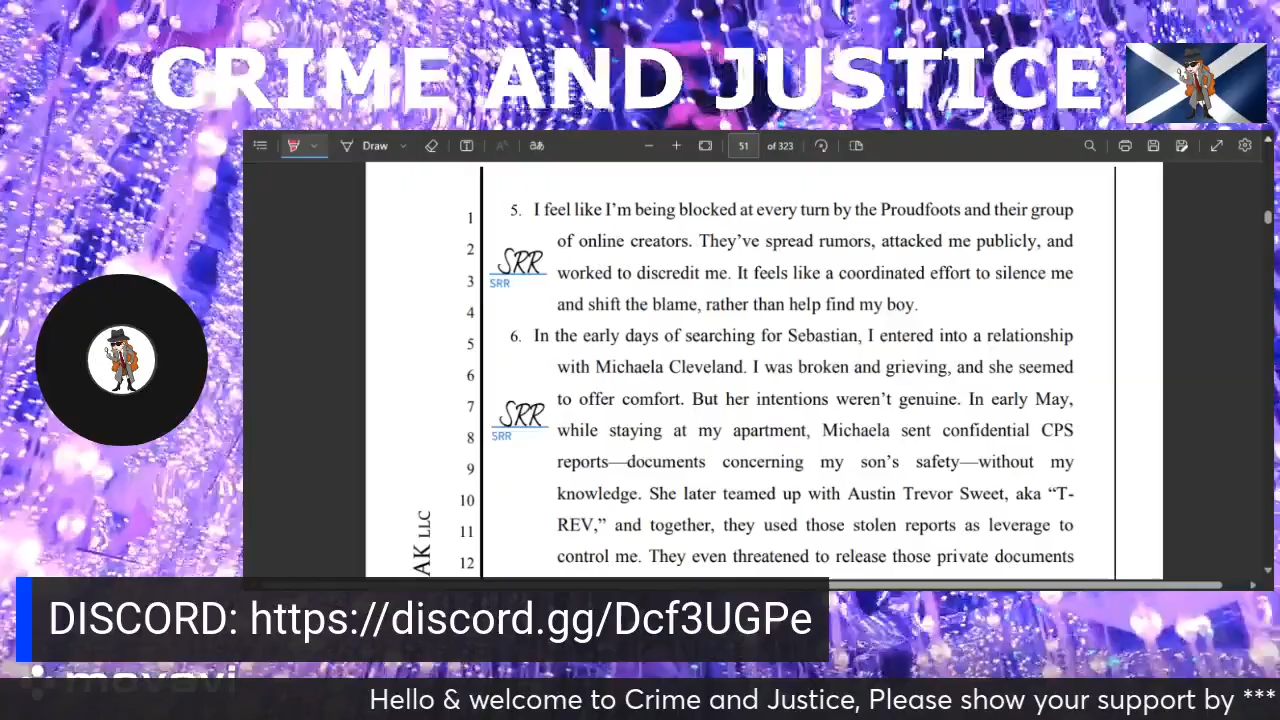 CRIME AND JUSTICE
Draw
51 of 323
1
2
3
4
5
6
7
8
9
10
11
12
AK LLC
5. I feel like I’m being blocked at every turn by the Proudfoots and their group
of online creators. They’ve spread rumors, attacked me publicly, and
SRR
SRR
worked to discredit me. It feels like a coordinated effort to silence me
and shift the blame, rather than help find my boy.
6. In the early days of searching for Sebastian, I entered into a relationship
with Michaela Cleveland. I was broken and grieving, and she seemed
to offer comfort. But her intentions weren’t genuine. In early May,
SRR
SRR
while staying at my apartment, Michaela sent confidential CPS
reports—documents concerning my son’s safety—without my
knowledge. She later teamed up with Austin Trevor Sweet, aka “T-
REV,” and together, they used those stolen reports as leverage to
control me. They even threatened to release those private documents
DISCORD: https://discord.gg/Dcf3UGPe
movavi
Hello & welcome to Crime and Justice, Please show your support by ***